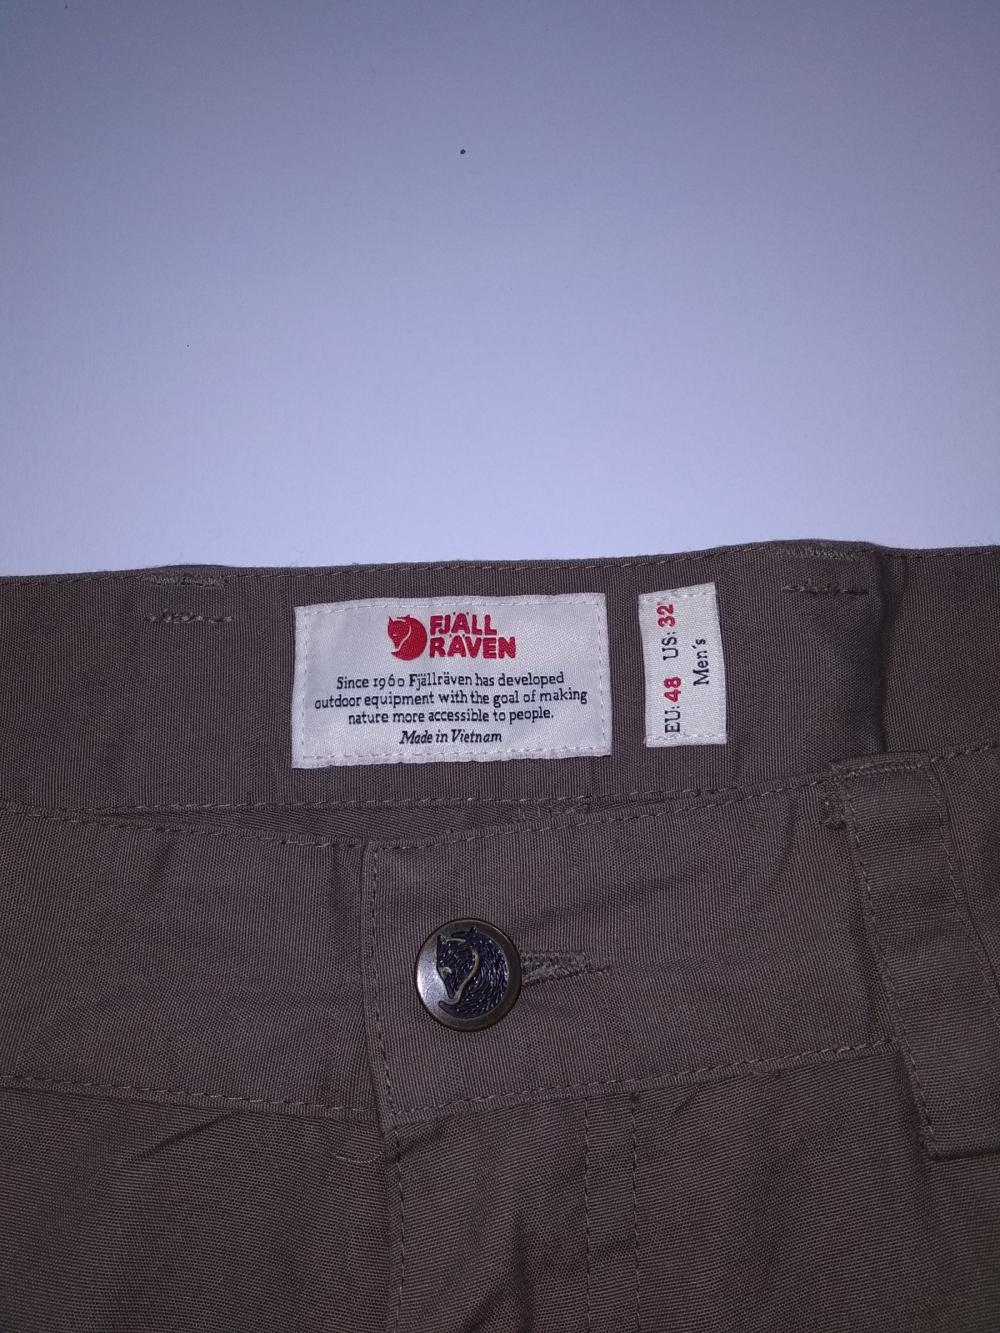 FJÄLL
RÄVEN
Since 1960 Fjällräven has developed
outdoor equipment with the goal of making
nature more accessible to people.
Made in Vietnam
EU: 48 US: 32"
Men's